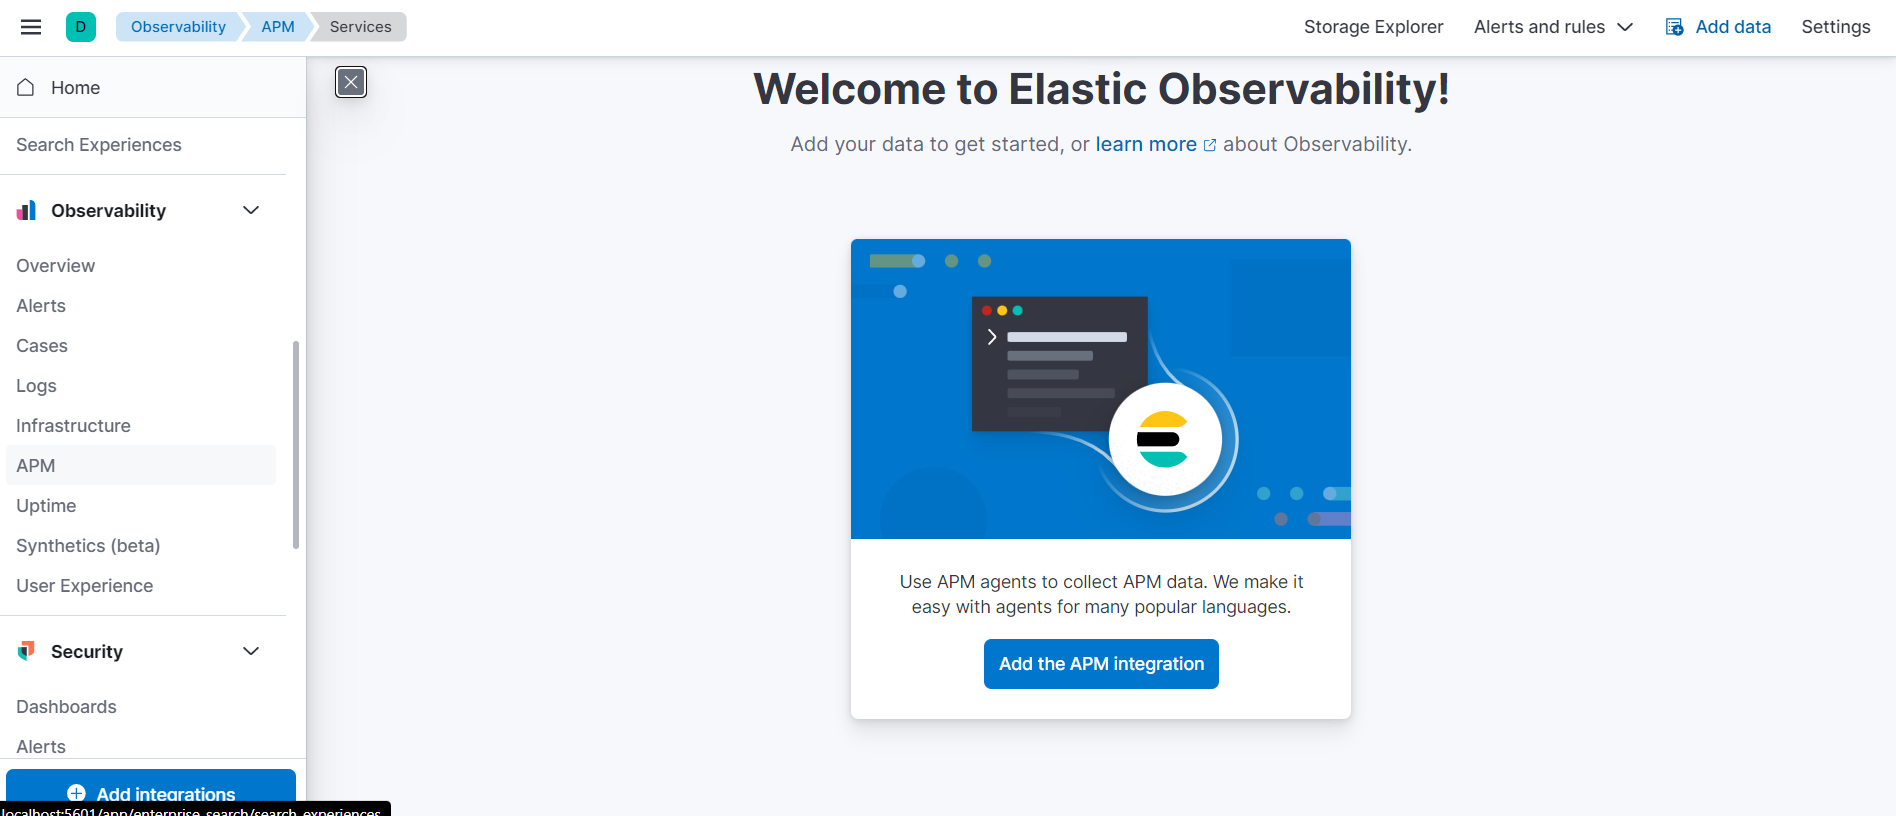 D
Observability
APM
Services
Storage Explorer
Alerts and rules
Add data
Settings
Home
Search Experiences
Observability
Overview
Alerts
Cases
Logs
Infrastructure
APM
Uptime
Synthetics (beta)
User Experience
Security
Dashboards
Alerts
Add integrations
localhost:5601/app/enterprise_search/search_experiences
Welcome to Elastic Observability!
Add your data to get started, or learn more about Observability.
Use APM agents to collect APM data. We make it
easy with agents for many popular languages.
Add the APM integration